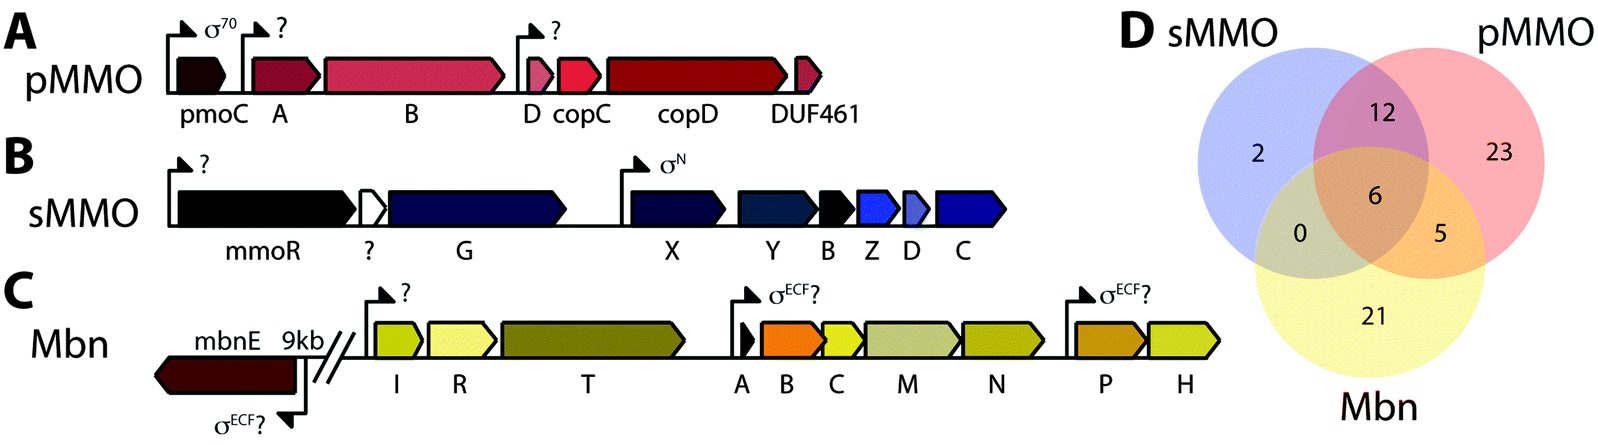 A
pMMO
σ70
?
?
pmoC A B D copC copD DUF461
B
sMMO
?
σN
mmoR ? G X Y B Z D C
C
Mbn
mbnE 9kb
σECF?
?
σECF?
σECF?
I R T A B C M N P H
D
sMMO
pMMO
12
2
23
6
0
5
21
Mbn